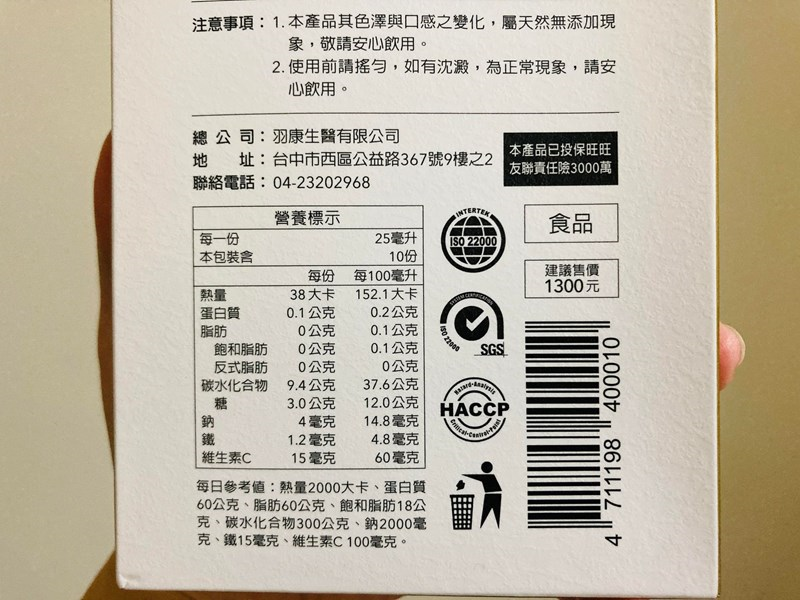 注意事項：1. 本產品其色澤與口感之變化，屬天然無添加現
象，敬請安心飲用。
2. 使用前請搖勻，如有沈澱，為正常現象，請安
心飲用。
總公司：羽康生醫有限公司
地　址：台中市西區公益路367號9樓之2
聯絡電話：04-23202968
本產品已投保旺旺
友聯責任險3000萬
營養標示
每一份 25毫升
本包裝含 10份
每份 每100毫升
熱量 38大卡 152.1大卡
蛋白質 0.1公克 0.2公克
脂肪 0公克 0.1公克
飽和脂肪 0公克 0.1公克
反式脂肪 0公克 0公克
碳水化合物 9.4公克 37.6公克
糖 3.0公克 12.0公克
鈉 4毫克 14.8毫克
鐵 1.2毫克 4.8毫克
維生素C 15毫克 60毫克
每日參考值：熱量2000大卡、蛋白質
60公克、脂肪60公克、飽和脂肪18公
克、碳水化合物300公克、鈉2000毫
克、鐵15毫克、維生素C 100毫克。
INTERTEK
ISO 22000
SYSTEM CERTIFICATION
ISO 22000
SGS
Hazard-Analysis
HACCP
Critical-Control-Point
食品
建議售價
1300元
4 711198 400010